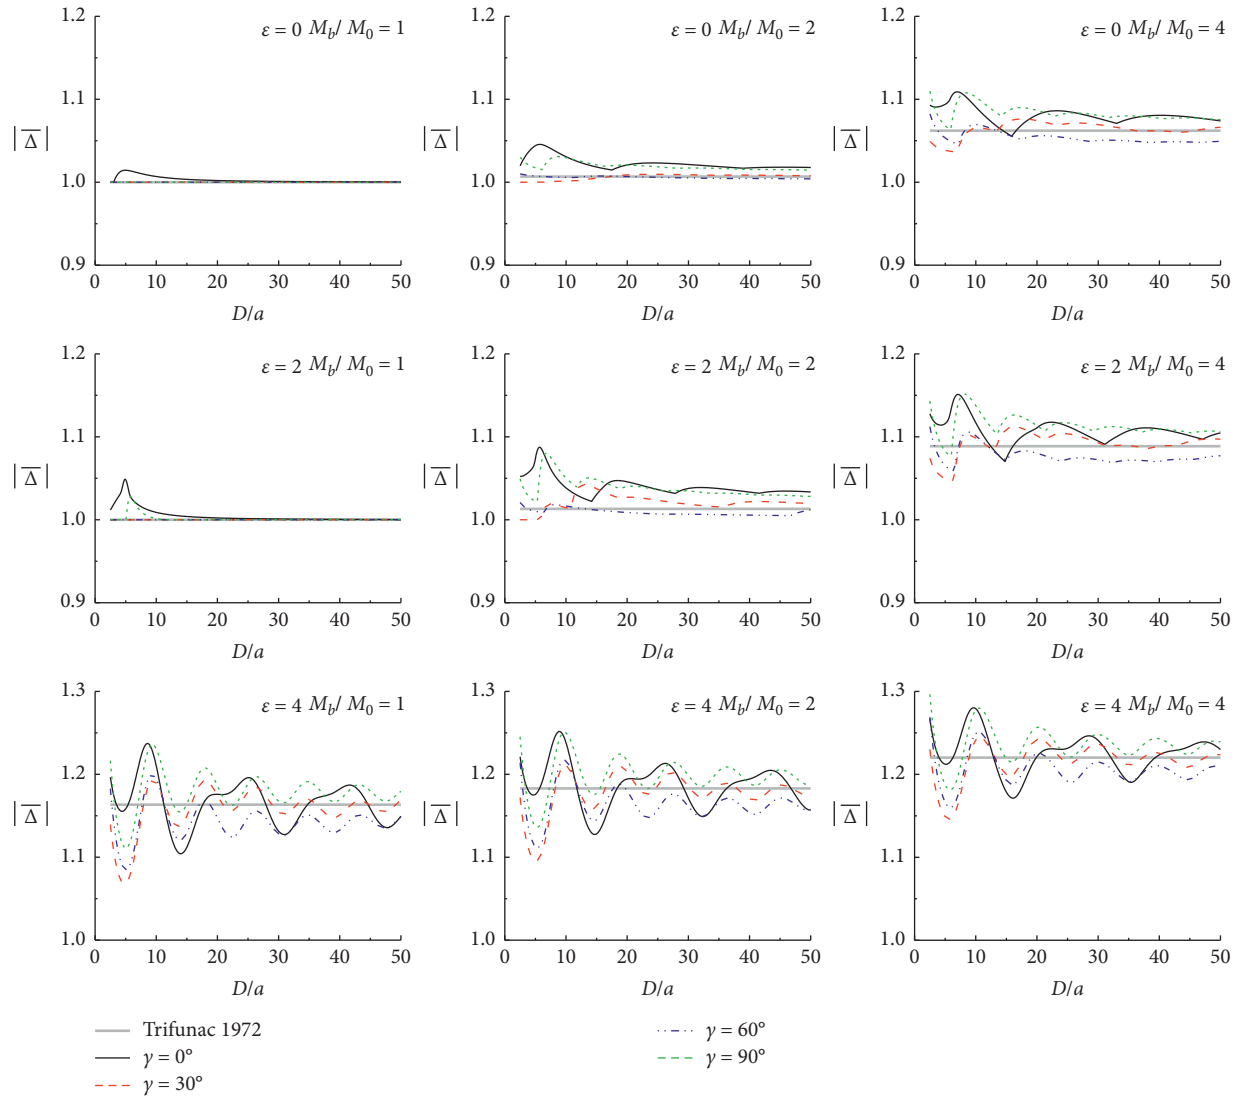 1.2
1.1
1.0
0.9
|Δ|
ε = 0 M_b/ M_0 = 1
0 10 20 30 40 50
D/a
1.2
1.1
1.0
0.9
|Δ|
ε = 0 M_b/ M_0 = 2
0 10 20 30 40 50
D/a
1.2
1.1
1.0
0.9
|Δ|
ε = 0 M_b/ M_0 = 4
0 10 20 30 40 50
D/a
1.2
1.1
1.0
0.9
|Δ|
ε = 2 M_b/ M_0 = 1
0 10 20 30 40 50
D/a
1.2
1.1
1.0
0.9
|Δ|
ε = 2 M_b/ M_0 = 2
0 10 20 30 40 50
D/a
1.2
1.1
1.0
0.9
|Δ|
ε = 2 M_b/ M_0 = 4
0 10 20 30 40 50
D/a
1.3
1.2
1.1
1.0
|Δ|
ε = 4 M_b/ M_0 = 1
0 10 20 30 40 50
D/a
1.3
1.2
1.1
1.0
|Δ|
ε = 4 M_b/ M_0 = 2
0 10 20 30 40 50
D/a
1.3
1.2
1.1
1.0
|Δ|
ε = 4 M_b/ M_0 = 4
0 10 20 30 40 50
D/a
Trifunac 1972
γ = 0°
γ = 30°
γ = 60°
γ = 90°